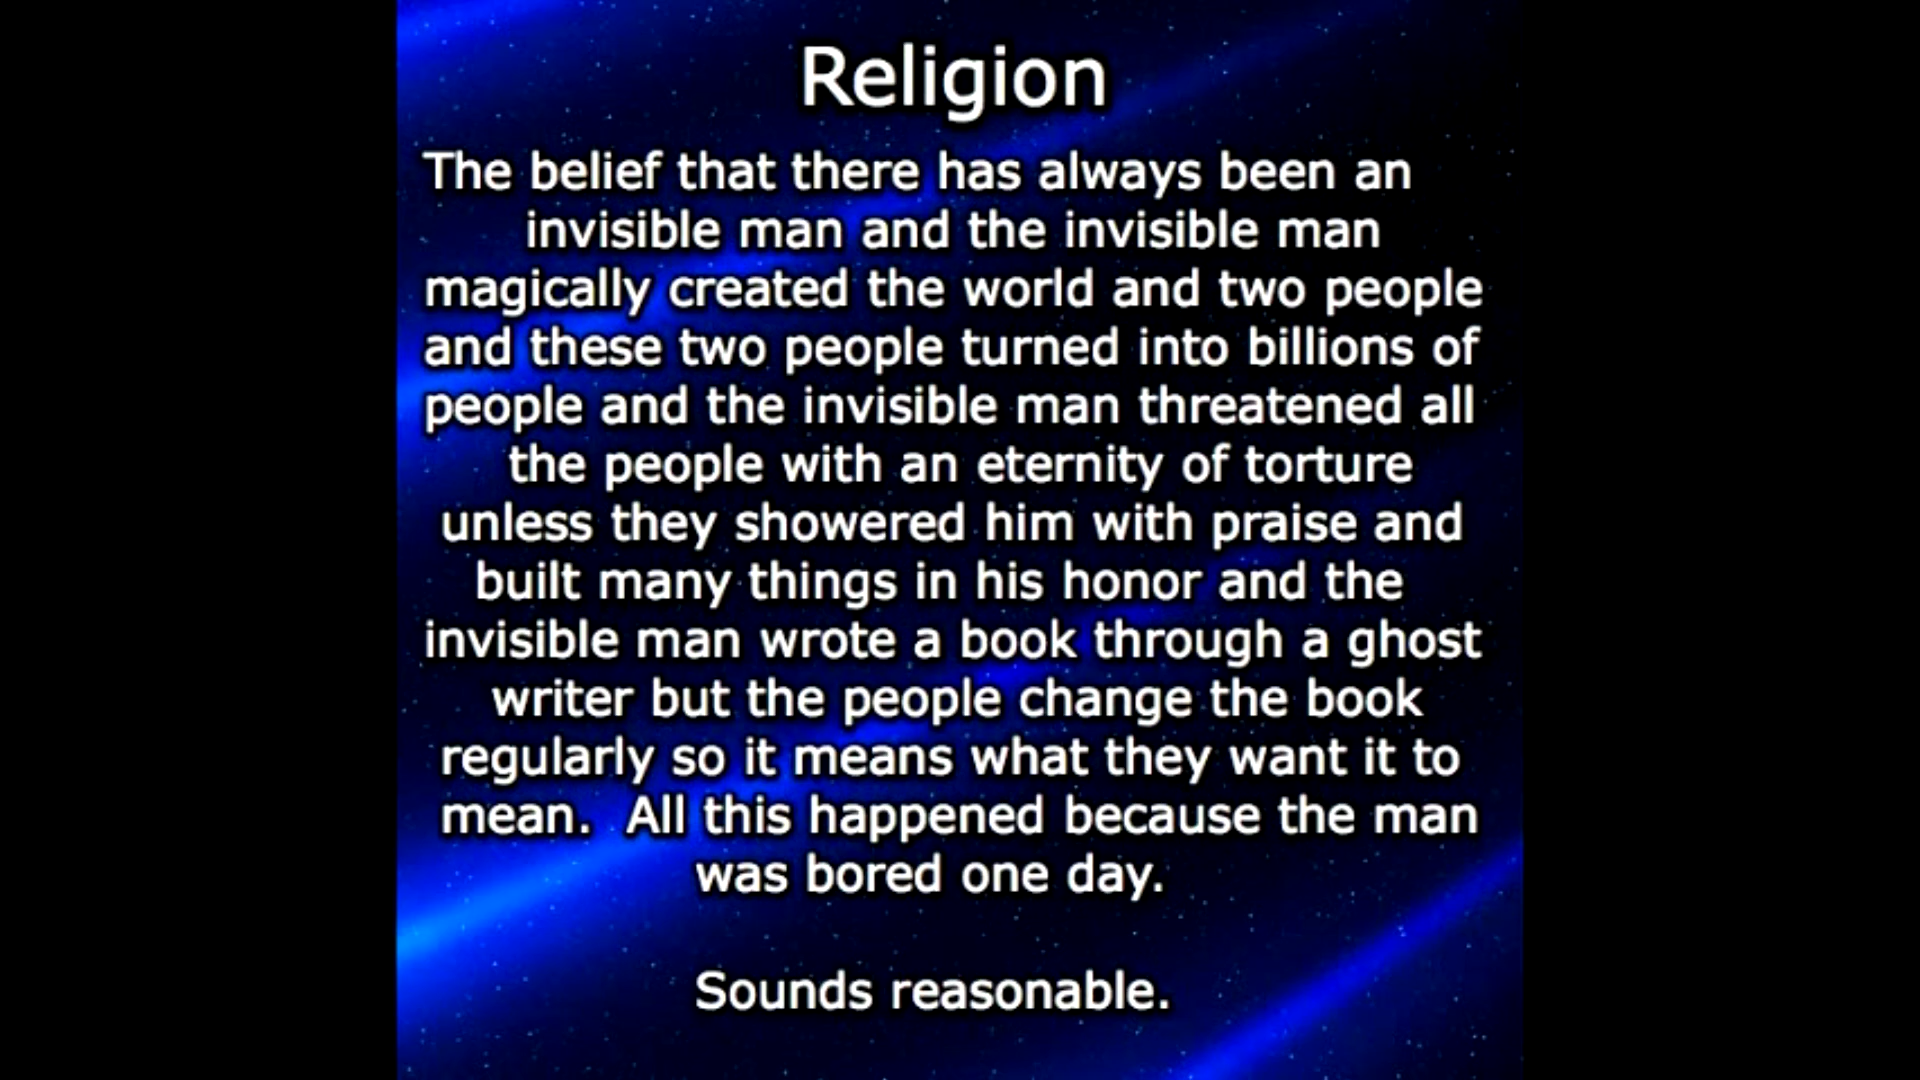 Religion
The belief that there has always been an
invisible man and the invisible man
magically created the world and two people
and these two people turned into billions of
people and the invisible man threatened all
the people with an eternity of torture
unless they showered him with praise and
built many things in his honor and the
invisible man wrote a book through a ghost
writer but the people change the book
regularly so it means what they want it to
mean.  All this happened because the man
was bored one day.
Sounds reasonable.